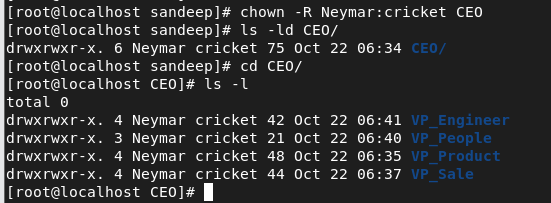 [root@localhost sandeep]# chown -R Neymar:cricket CEO
[root@localhost sandeep]# ls -ld CEO/
drwxrwxr-x. 6 Neymar cricket 75 Oct 22 06:34 CEO/
[root@localhost sandeep]# cd CEO/
[root@localhost CEO]# ls -l
total 0
drwxrwxr-x. 4 Neymar cricket 42 Oct 22 06:41 VP_Engineer
drwxrwxr-x. 3 Neymar cricket 21 Oct 22 06:40 VP_People
drwxrwxr-x. 4 Neymar cricket 48 Oct 22 06:35 VP_Product
drwxrwxr-x. 4 Neymar cricket 44 Oct 22 06:37 VP_Sale
[root@localhost CEO]#